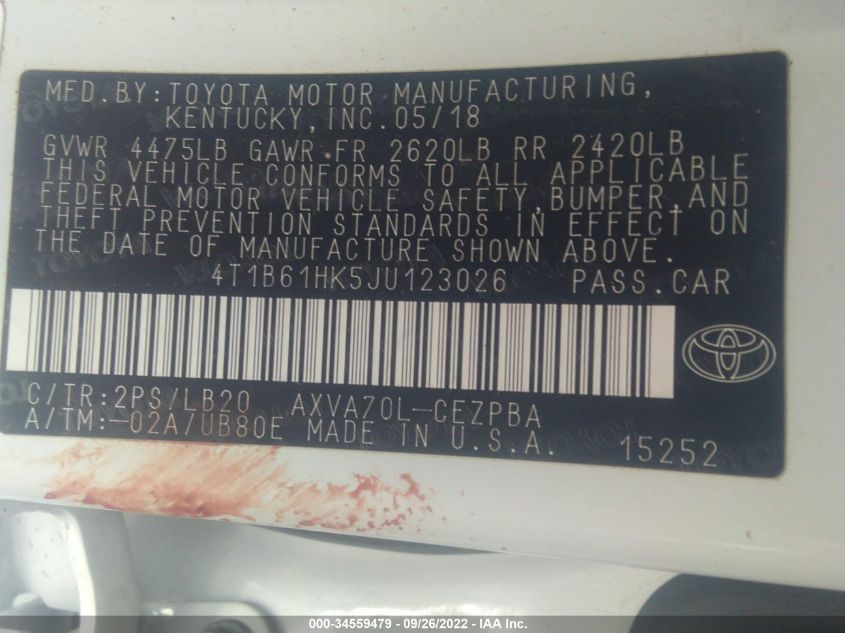 MFD.BY:TOYOTA MOTOR MANUFACTURING,
KENTUCKY,INC.05/18
GVWR 4475LB GAWR FR 2620LB RR 2420LB
THIS VEHICLE CONFORMS TO ALL APPLICABLE
FEDERAL MOTOR VEHICLE SAFETY,BUMPER,AND
THEFT PREVENTION STANDARDS IN EFFECT ON
THE DATE OF MANUFACTURE SHOWN ABOVE.
4T1B61HK5JU123026 PASS.CAR
C/TR:2PS/LB20 AXVA70L-CEZPBA
A/TM:-02A/UB80E MADE IN U.S.A. 15252
000-34559479 - 09/26/2022 - IAA Inc.